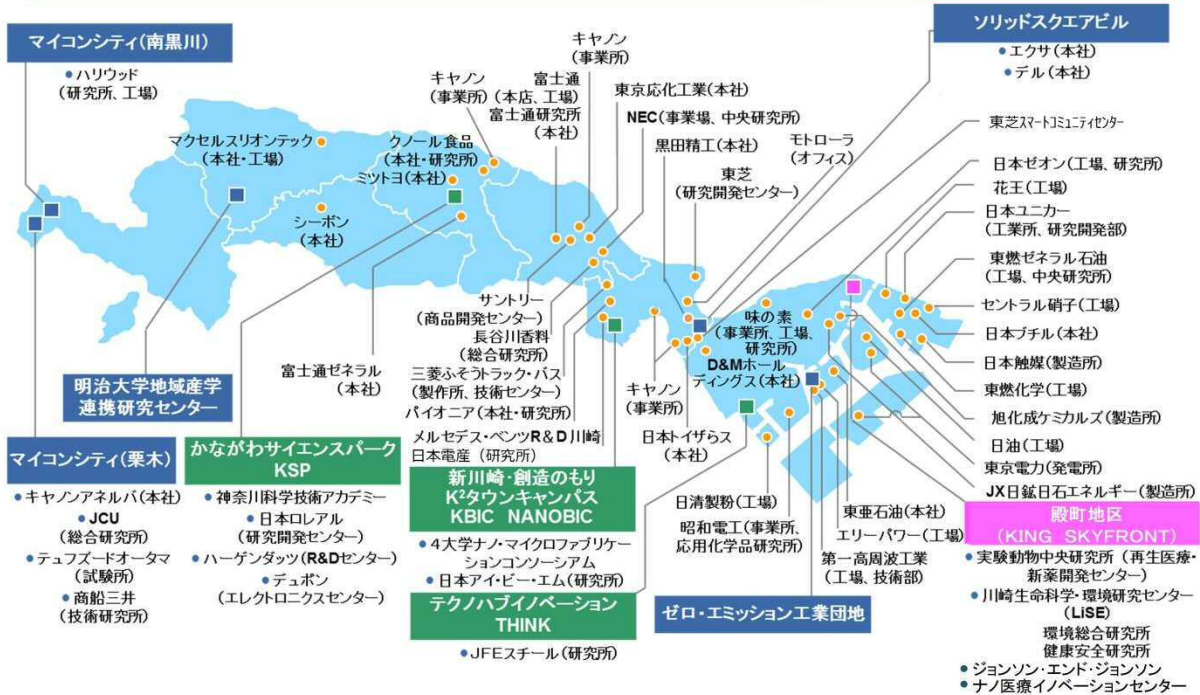 マイコンシティ(南黒川)
●ハリウッド
(研究所、工場)
マクセルスリオンテック
(本社・工場)
シーボン
(本社)
キヤノン
(事業所)
富士通
(本店、工場)
富士通研究所
(本社)
キヤノン
(事業所)
クノール食品
(本社・研究所)
ミツトヨ(本社)
東京応化工業(本社)
NEC(事業場、中央研究所)
黒田精工(本社)
モトローラ
(オフィス)
東芝
(研究開発センター)
ソリッドスクエアビル
●エクサ(本社)
●デル(本社)
東芝スマートコミュニティセンター
日本ゼオン(工場、研究所)
花王(工場)
日本ユニカー
(工業所、研究開発部)
東燃ゼネラル石油
(工場、中央研究所)
セントラル硝子(工場)
日本ブチル(本社)
日本触媒(製造所)
東燃化学(工場)
旭化成ケミカルズ(製造所)
日油(工場)
東京電力(発電所)
JX日鉱日石エネルギー(製造所)
味の素
(事業所、工場、
研究所)
D&Mホール
ディングス(本社)
サントリー
(商品開発センター)
長谷川香料
(総合研究所)
三菱ふそうトラック・バス
(製作所、技術センター)
パイオニア(本社・研究所)
メルセデス・ベンツR&D川崎
日本電産(研究所)
富士通ゼネラル
(本社)
キヤノン
(事業所)
日本トイザらス
(本社)
日清製粉(工場)
昭和電工(事業所、
応用化学品研究所)
東亜石油(本社)
エリーパワー(工場)
第一高周波工業
(工場、技術部)
明治大学地域産学
連携研究センター
マイコンシティ(栗木)
●キヤノンアネルバ(本社)
●JCU
(総合研究所)
●テュフズードオータマ
(試験所)
●商船三井
(技術研究所)
かながわサイエンスパーク
KSP
●神奈川科学技術アカデミー
●日本ロレアル
(研究開発センター)
●ハーゲンダッツ(R&Dセンター)
●デュポン
(エレクトロニクスセンター)
新川崎・創造のもり
K²タウンキャンパス
KBIC NANOBIC
●4大学ナノ・マイクロファブリケー
ションコンソーシアム
●日本アイ・ビー・エム(研究所)
テクノハブイノベーション
THINK
●JFEスチール(研究所)
ゼロ・エミッション工業団地
殿町地区
(KING SKYFRONT)
●実験動物中央研究所(再生医療・
新薬開発センター)
●川崎生命科学・環境研究センター
(LiSE)
環境総合研究所
健康安全研究所
●ジョンソン・エンド・ジョンソン
●ナノ医療イノベーションセンター